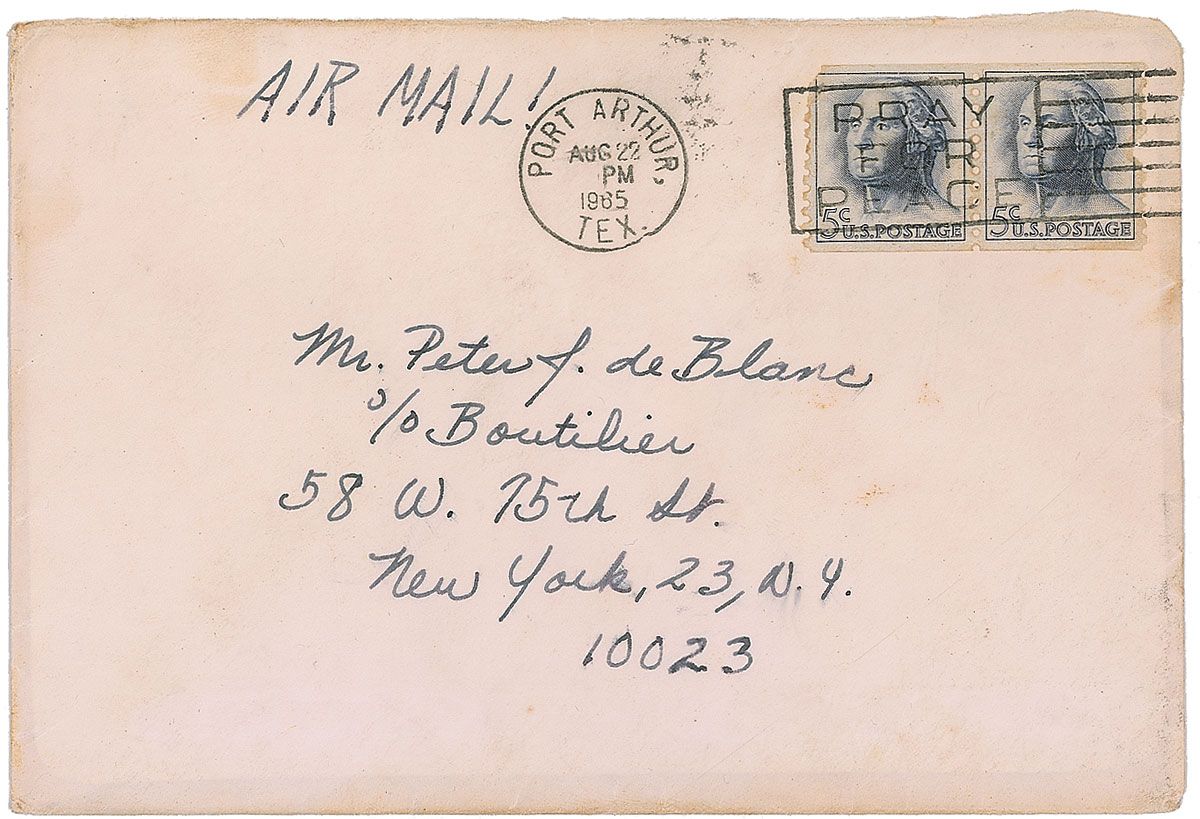 AIR MAIL!
PORT ARTHUR,
AUG 22
PM
1965
TEX.
PRAY
FOR
PEACE
5c U.S. POSTAGE
5c U.S. POSTAGE
Mr. Peter J. de Blanc
c/o Boutilier
58 W. 75th St.
New York, 23, N.Y.
10023